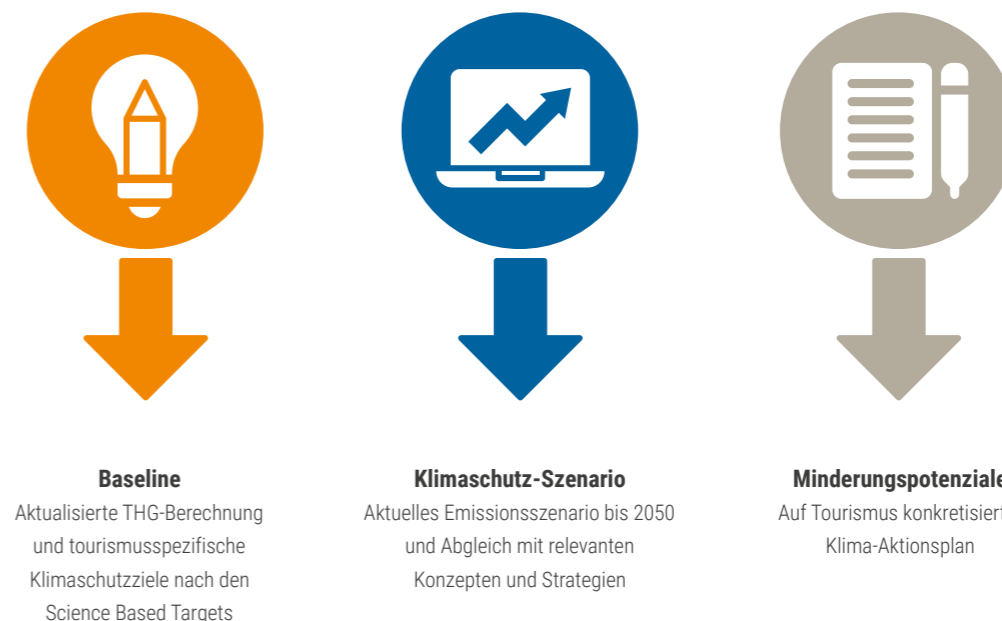 Baseline
Aktualisierte THG-Berechnung
und tourismusspezifische
Klimaschutzziele nach den
Science Based Targets
Klimaschutz-Szenario
Aktuelles Emissionsszenario bis 2050
und Abgleich mit relevanten
Konzepten und Strategien
Minderungspotenziale
Auf Tourismus
Klima-Aktionsplan